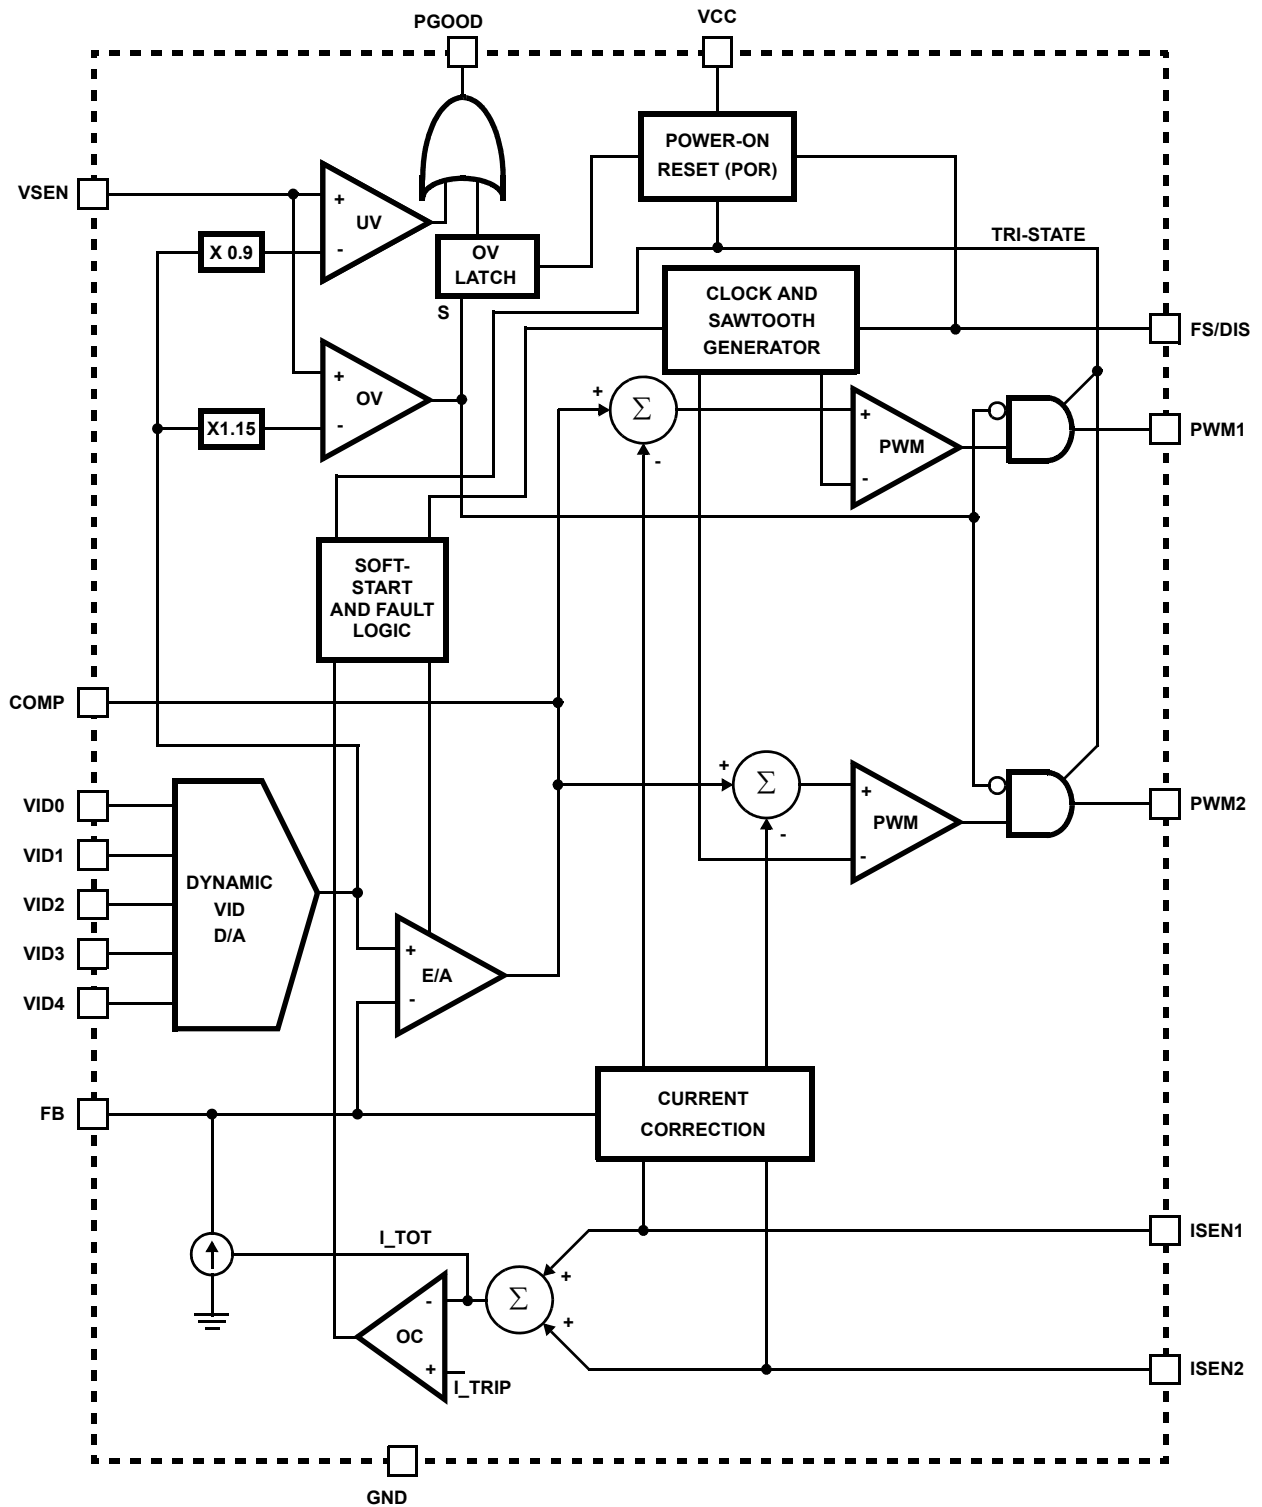 PGOOD
VCC
POWER-ON
RESET (POR)
VSEN
+
UV
-
X 0.9
OV
LATCH
S
TRI-STATE
CLOCK AND
SAWTOOTH
GENERATOR
FS/DIS
+
OV
-
X1.15
+
Σ
-
+
PWM
-
PWM1
SOFT-
START
AND FAULT
LOGIC
COMP
+
Σ
-
+
PWM
-
PWM2
VID0
VID1
VID2
VID3
VID4
DYNAMIC
VID
D/A
+
E/A
-
FB
CURRENT
CORRECTION
I_TOT
ISEN1
+
Σ
+
-
OC
+
I_TRIP
ISEN2
GND